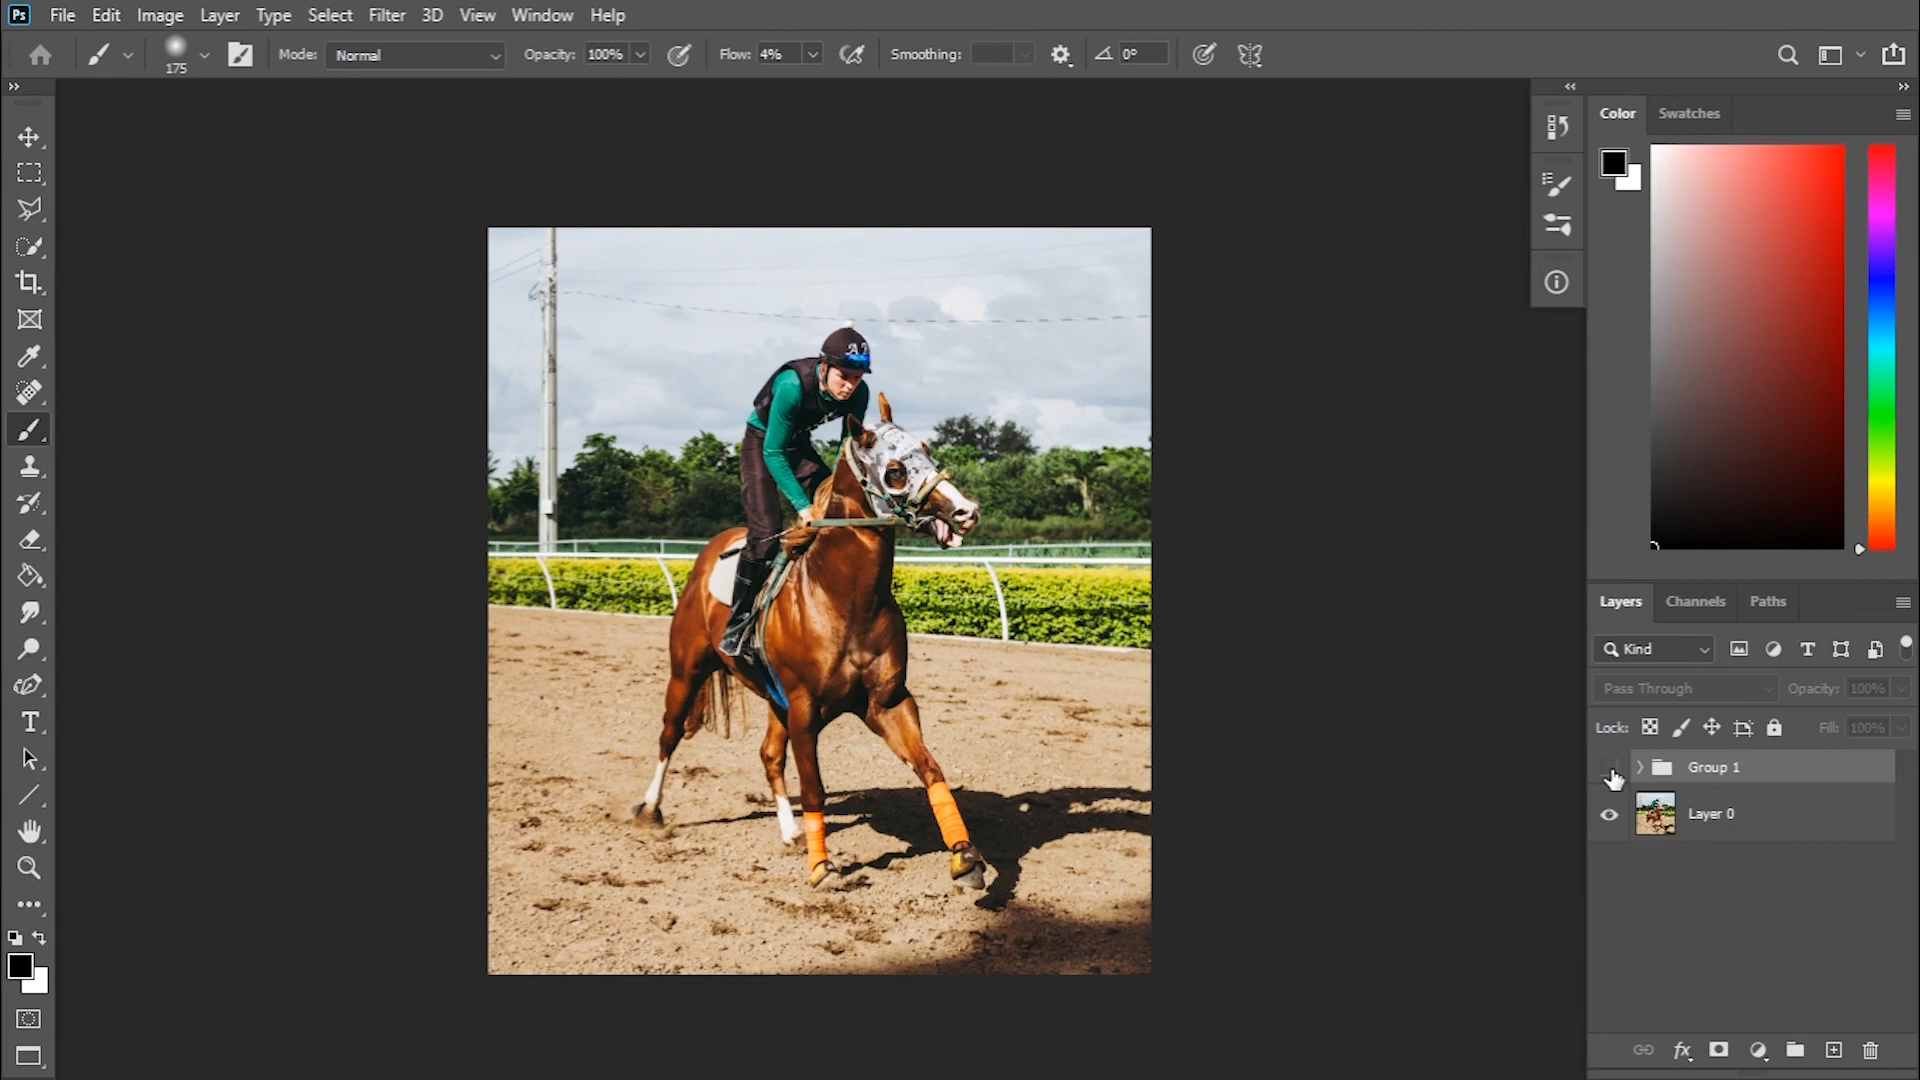 Ps File Edit Image Layer Type Select Filter 3D View Window Help
175 Mode: Normal Opacity: 100% Flow: 4% Smoothing: 0°
Color Swatches
Layers Channels Paths
Kind T
Pass Through Opacity: 100%
Lock: Fill: 100%
Group 1
Layer 0
fx